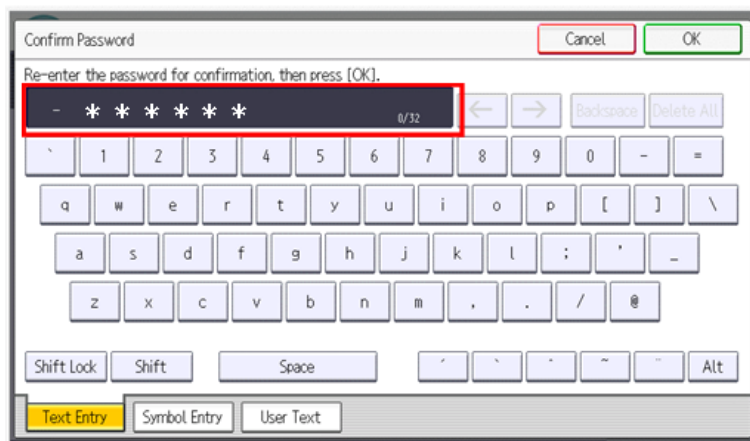 Confirm Password Cancel OK
Re-enter the password for confirmation, then press [OK].
- ****** 0/32 ← → Backspace Delete All
` 1 2 3 4 5 6 7 8 9 0 - =
q w e r t y u i o p [ ] \
a s d f g h j k l ; ' _
z x c v b n m , . / @
Shift Lock Shift Space ´ ` ^ ~ ¨ Alt
Text Entry Symbol Entry User Text